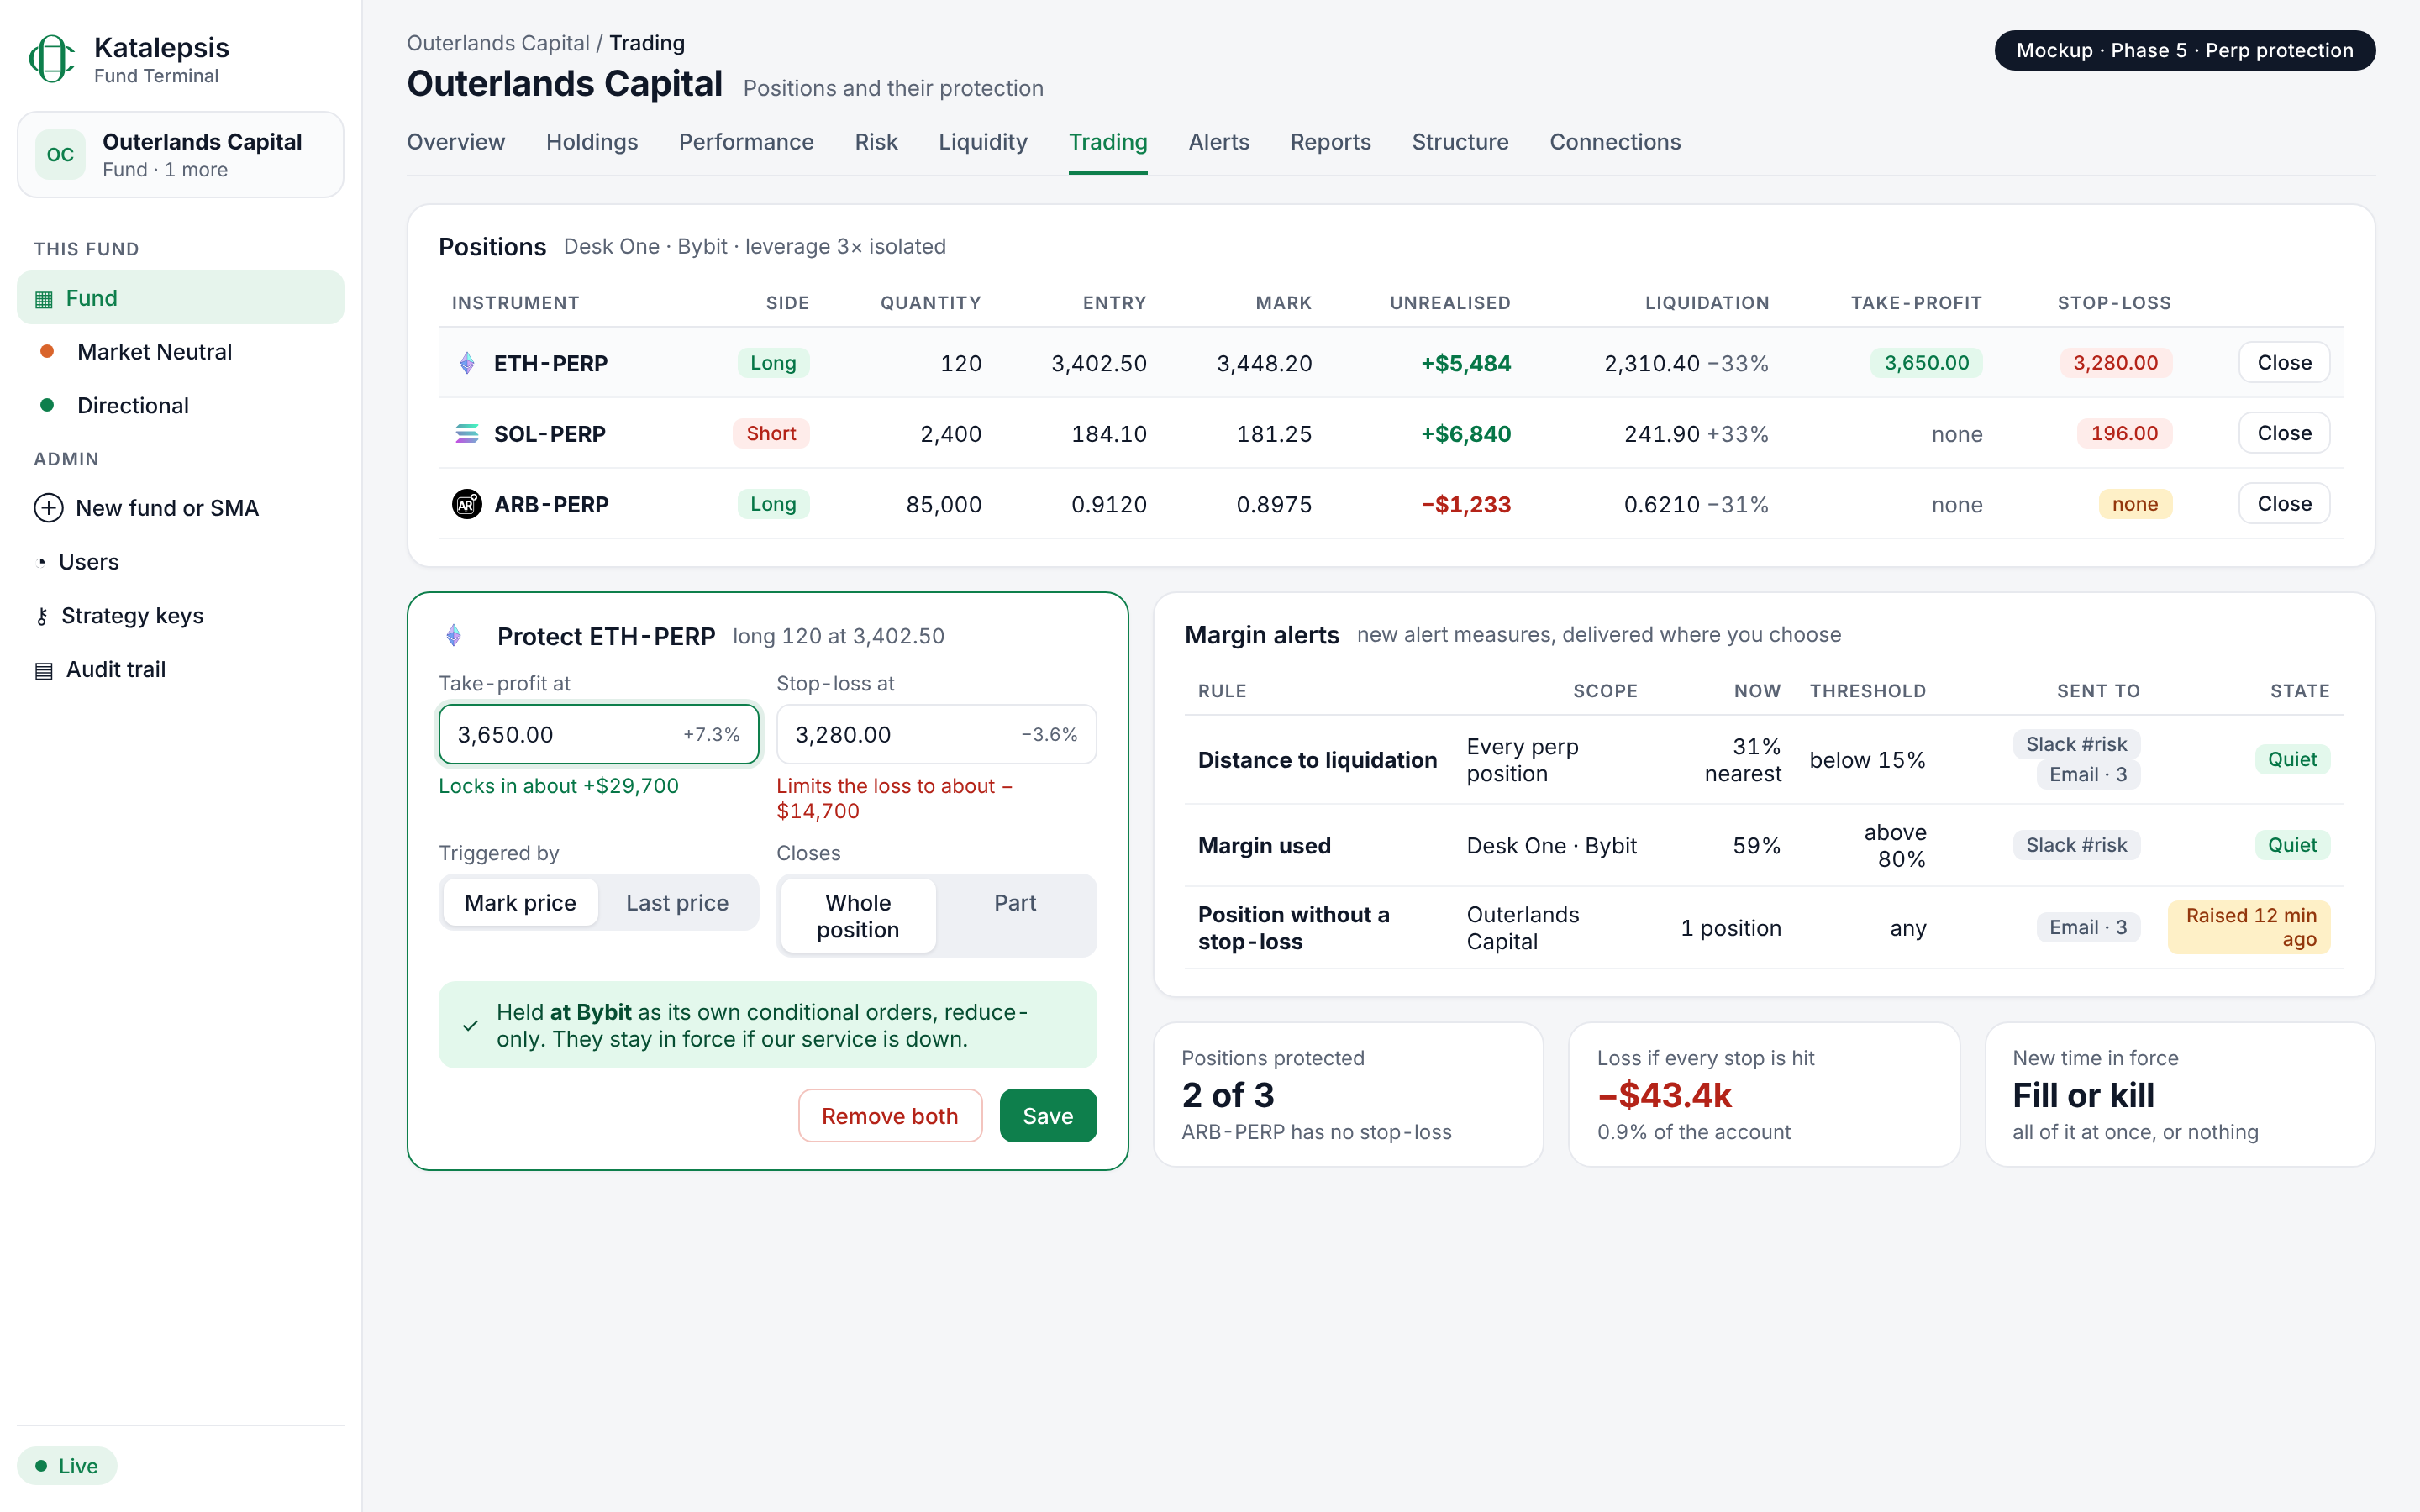 Katalepsis
Fund Terminal
OC
Outerlands Capital
Fund · 1 more
THIS FUND
Fund
Market Neutral
Directional
ADMIN
New fund or SMA
Users
Strategy keys
Audit trail
Live
Outerlands Capital / Trading
Mockup · Phase 5 · Perp protection
Outerlands Capital Positions and their protection
Overview Holdings Performance Risk Liquidity Trading Alerts Reports Structure Connections
Positions Desk One · Bybit · leverage 3× isolated
INSTRUMENT SIDE QUANTITY ENTRY MARK UNREALISED LIQUIDATION TAKE-PROFIT STOP-LOSS
ETH-PERP Long 120 3,402.50 3,448.20 +$5,484 2,310.40 −33% 3,650.00 3,280.00 Close
SOL-PERP Short 2,400 184.10 181.25 +$6,840 241.90 +33% none 196.00 Close
AR ARB-PERP Long 85,000 0.9120 0.8975 −$1,233 0.6210 −31% none none Close
Protect ETH-PERP long 120 at 3,402.50
Take-profit at Stop-loss at
3,650.00 +7.3% 3,280.00 −3.6%
Locks in about +$29,700
Limits the loss to about −
$14,700
Triggered by Closes
Mark price Last price
Whole
position
Part
Held at Bybit as its own conditional orders, reduce-
only. They stay in force if our service is down.
Remove both Save
Margin alerts new alert measures, delivered where you choose
RULE SCOPE NOW THRESHOLD SENT TO STATE
Distance to liquidation
Every perp
position
31%
nearest
below 15%
Slack #risk
Email · 3
Quiet
Margin used Desk One · Bybit 59%
above
80%
Slack #risk Quiet
Position without a
stop-loss
Outerlands
Capital
1 position any Email · 3
Raised 12 min
ago
Positions protected
2 of 3
ARB-PERP has no stop-loss
Loss if every stop is hit
−$43.4k
0.9% of the account
New time in force
Fill or kill
all of it at once, or nothing